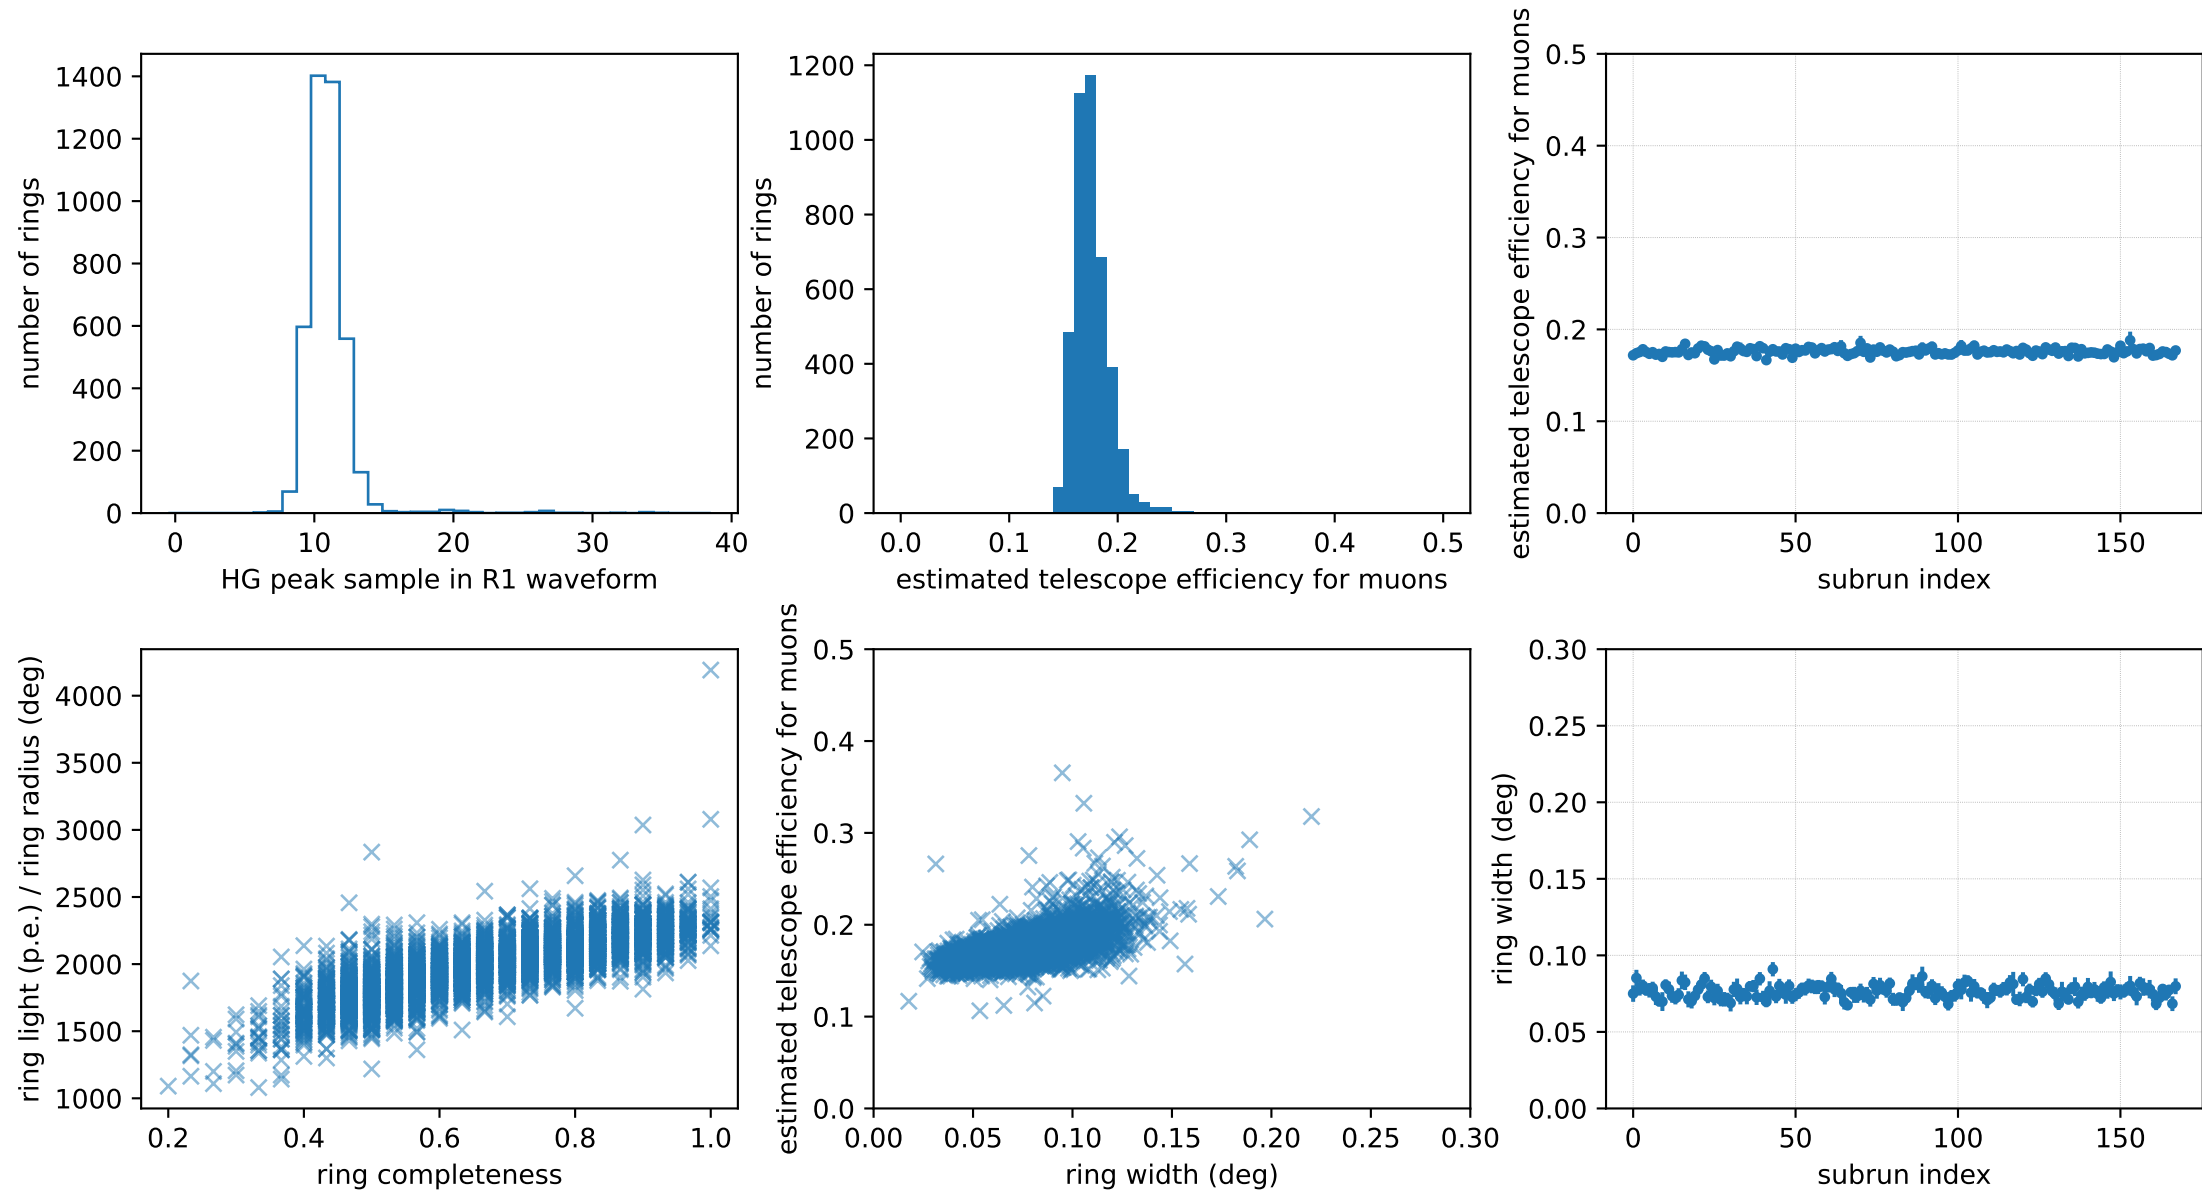 number of rings
1400
1200
1000
800
600
400
200
0
0 10 20 30 40
HG peak sample in R1 waveform
number of rings
1200
1000
800
600
400
200
0
0.0 0.1 0.2 0.3 0.4 0.5
estimated telescope efficiency for muons
estimated telescope efficiency for muons
0.5
0.4
0.3
0.2
0.1
0.0
0 50 100 150
subrun index
ring light (p.e.) / ring radius (deg)
4000
3500
3000
2500
2000
1500
1000
0.2 0.4 0.6 0.8 1.0
ring completeness
estimated telescope efficiency for muons
0.5
0.4
0.3
0.2
0.1
0.0
0.00 0.05 0.10 0.15 0.20 0.25 0.30
ring width (deg)
ring width (deg)
0.30
0.25
0.20
0.15
0.10
0.05
0.00
0 50 100 150
subrun index